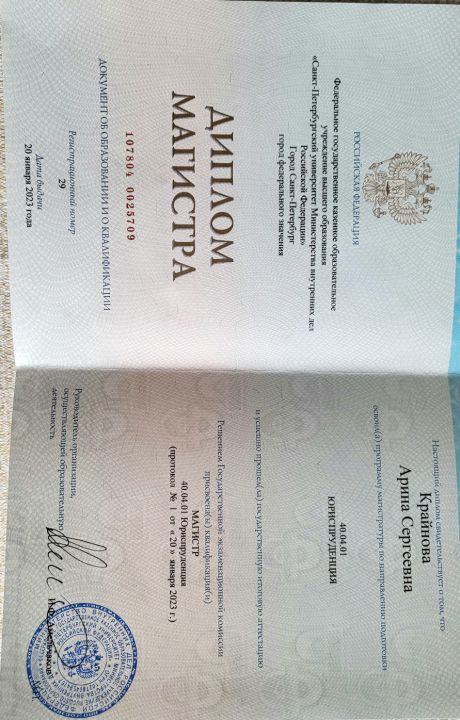 РОССИЙСКАЯ ФЕДЕРАЦИЯ
Федеральное государственное казенное образовательное
учреждение высшего образования
«Санкт-Петербургский университет Министерства внутренних дел
Российской Федерации»
Город Санкт-Петербург
город федерального значения
ДИПЛОМ
МАГИСТРА
107804 0025709
ДОКУМЕНТ ОБ ОБРАЗОВАНИИ И О КВАЛИФИКАЦИИ
Регистрационный номер
29
Дата выдачи
20 января 2023 года
Настоящий диплом свидетельствует о том, что
Крайнова
Арина Сергеевна
освоил(а) программу магистратуры по направлению подготовки
40.04.01
ЮРИСПРУДЕНЦИЯ
и успешно прошел(ла) государственную итоговую аттестацию
Решением Государственной экзаменационной комиссии
присвоена(ы) квалификация(и)
МАГИСТР
40.04.01 Юриспруденция
(протокол № 1 от «20» января 2023 г.)
Руководитель организации,
осуществляющей образовательную
деятельность